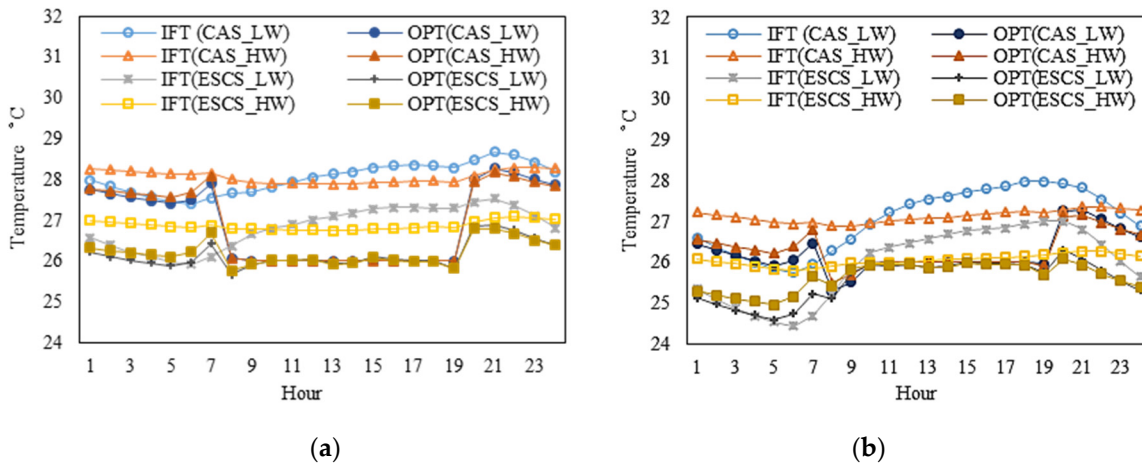 32
31
30
29
28
27
26
25
24
Temperature °C
IFT (CAS_LW)
OPT(CAS_LW)
IFT(CAS_HW)
OPT(CAS_HW)
IFT(ESCS_LW)
OPT(ESCS_LW)
IFT(ESCS_HW)
OPT(ESCS_HW)
1 3 5 7 9 11 13 15 17 19 21 23
Hour
(a)
32
31
30
29
28
27
26
25
24
Temperature °C
IFT (CAS_LW)
OPT(CAS_LW)
IFT(CAS_HW)
OPT(CAS_HW)
IFT(ESCS_LW)
OPT(ESCS_LW)
IFT(ESCS_HW)
OPT(ESCS_HW)
1 3 5 7 9 11 13 15 17 19 21 23
Hour
(b)